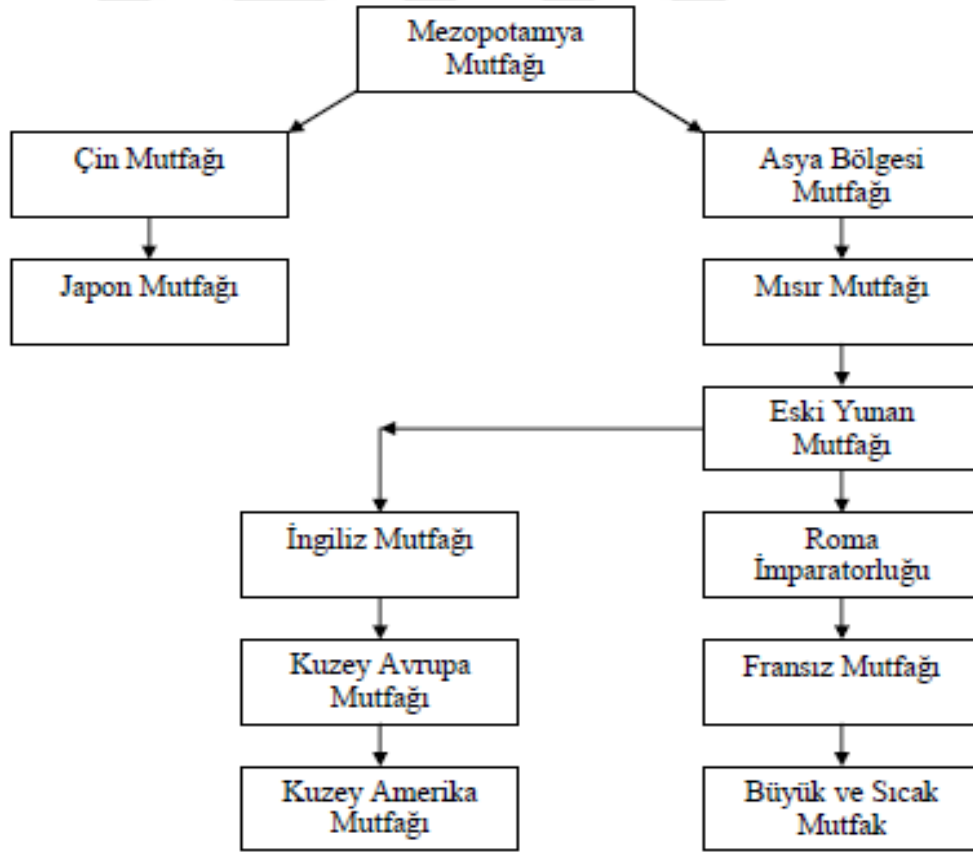 Mezopotamya
Mutfağı
Çin Mutfağı
Asya Bölgesi
Mutfağı
Japon Mutfağı
Mısır Mutfağı
Eski Yunan
Mutfağı
İngiliz Mutfağı
Roma
İmparatorluğu
Kuzey Avrupa
Mutfağı
Fransız Mutfağı
Kuzey Amerika
Mutfağı
Büyük ve Sıcak
Mutfak